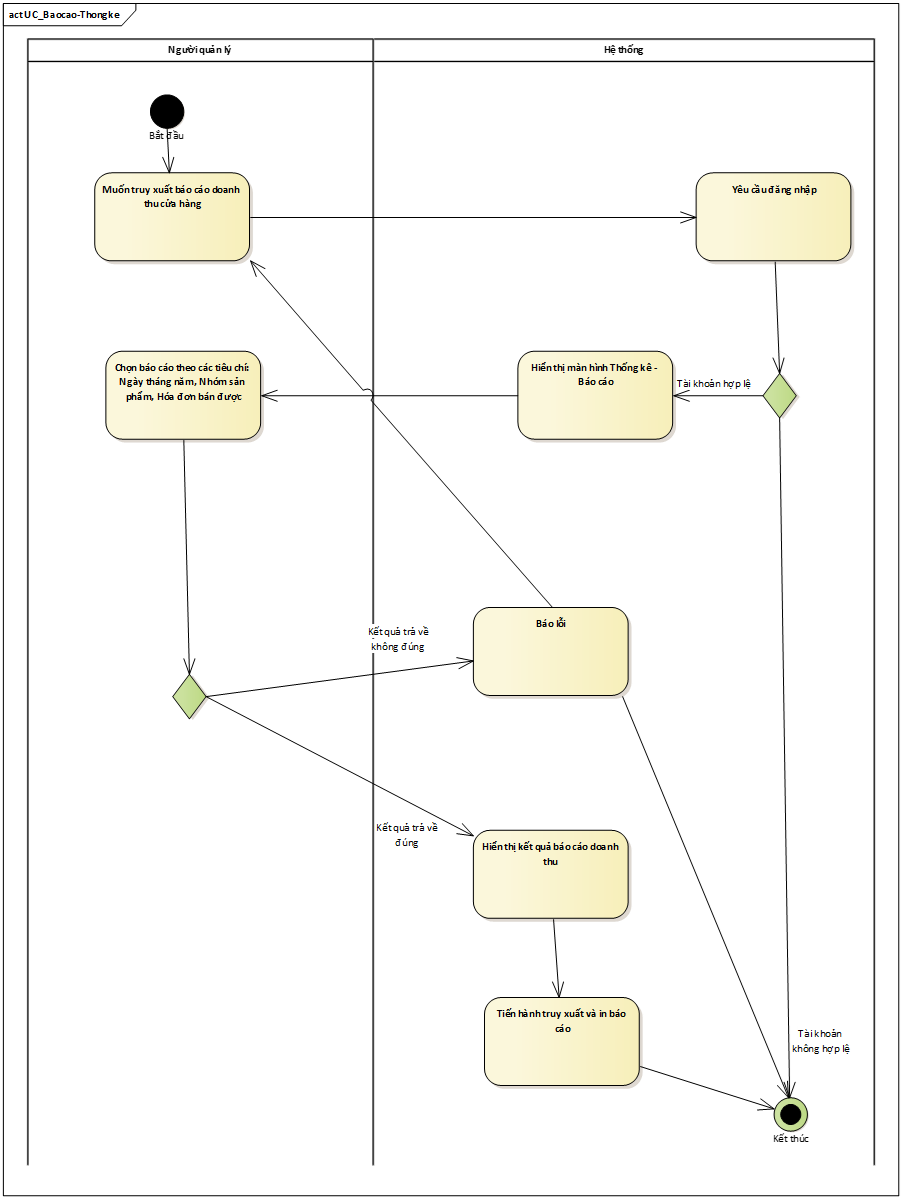 actUC_Baocao-Thongke
Người quản lý
Hệ thống
Bắt đầu
Muốn truy xuất báo cáo doanh
thu cửa hàng
Yêu cầu đăng nhập
Chọn báo cáo theo các tiêu chí:
Ngày tháng năm, Nhóm sản
phẩm, Hóa đơn bán được
Hiển thị màn hình Thống kê -
Báo cáo
Tài khoản hợp lệ
Kết quả trả về
không đúng
Báo lỗi
Kết quả trả về
đúng
Hiển thị kết quả báo cáo doanh
thu
Tiến hành truy xuất và in báo
cáo
Tài khoản
không hợp lệ
Kết thúc